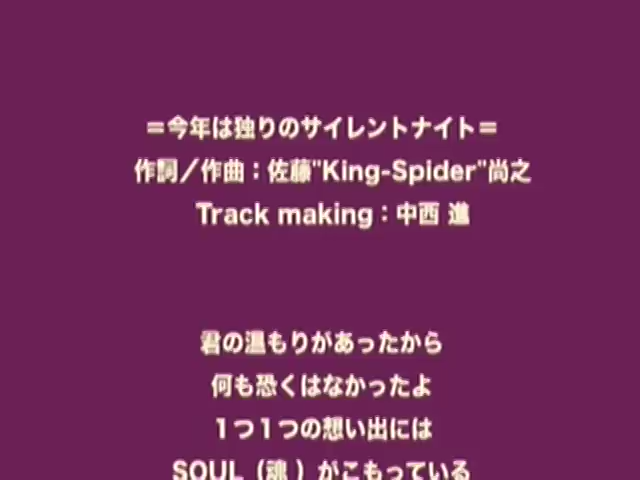 ＝今年は独りのサイレントナイト＝
作詞／作曲：佐藤"King-Spider"尚之
Track making：中西 進
君の温もりがあったから
何も恐くはなかったよ
１つ１つの想い出には
SOUL（魂）がこもっている